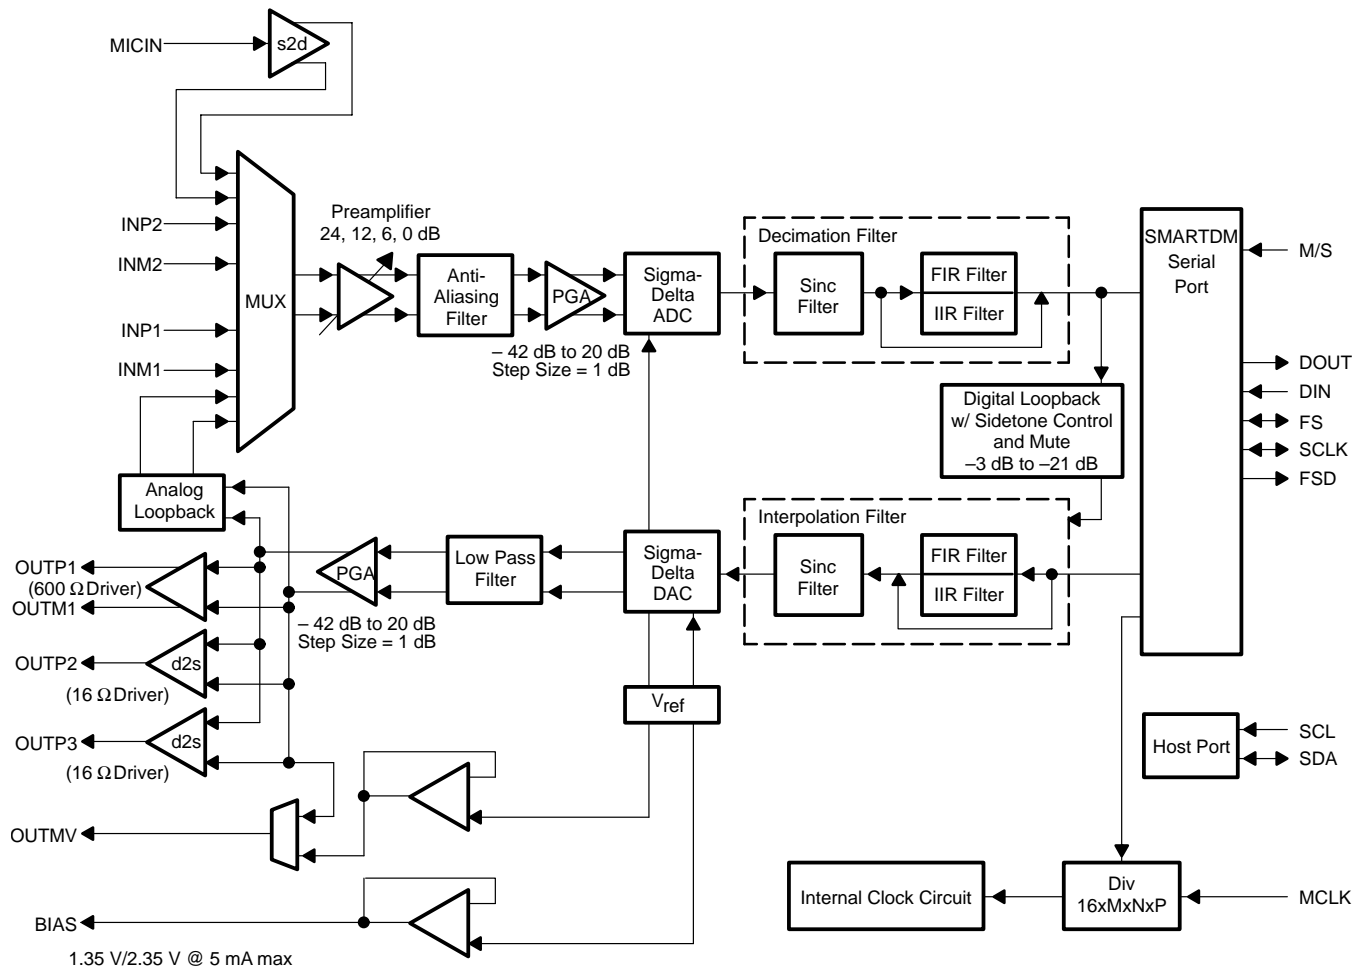 MICIN
s2d
INP2
INM2
INP1
INM1
MUX
Preamplifier
24, 12, 6, 0 dB
Anti-
Aliasing
Filter
PGA
– 42 dB to 20 dB
Step Size = 1 dB
Sigma-
Delta
ADC
Decimation Filter
Sinc
Filter
FIR Filter
IIR Filter
SMARTDM
Serial
Port
M/S
DOUT
DIN
FS
SCLK
FSD
Digital Loopback
w/ Sidetone Control
and Mute
–3 dB to –21 dB
Analog
Loopback
OUTP1
(600 Ω Driver)
OUTM1
PGA
– 42 dB to 20 dB
Step Size = 1 dB
Low Pass
Filter
Sigma-
Delta
DAC
Interpolation Filter
Sinc
Filter
FIR Filter
IIR Filter
OUTP2
d2s
(16 Ω Driver)
OUTP3
d2s
(16 Ω Driver)
Vref
Host Port
SCL
SDA
OUTMV
Internal Clock Circuit
Div
16xMxNxP
MCLK
BIAS
1.35 V/2.35 V @ 5 mA max